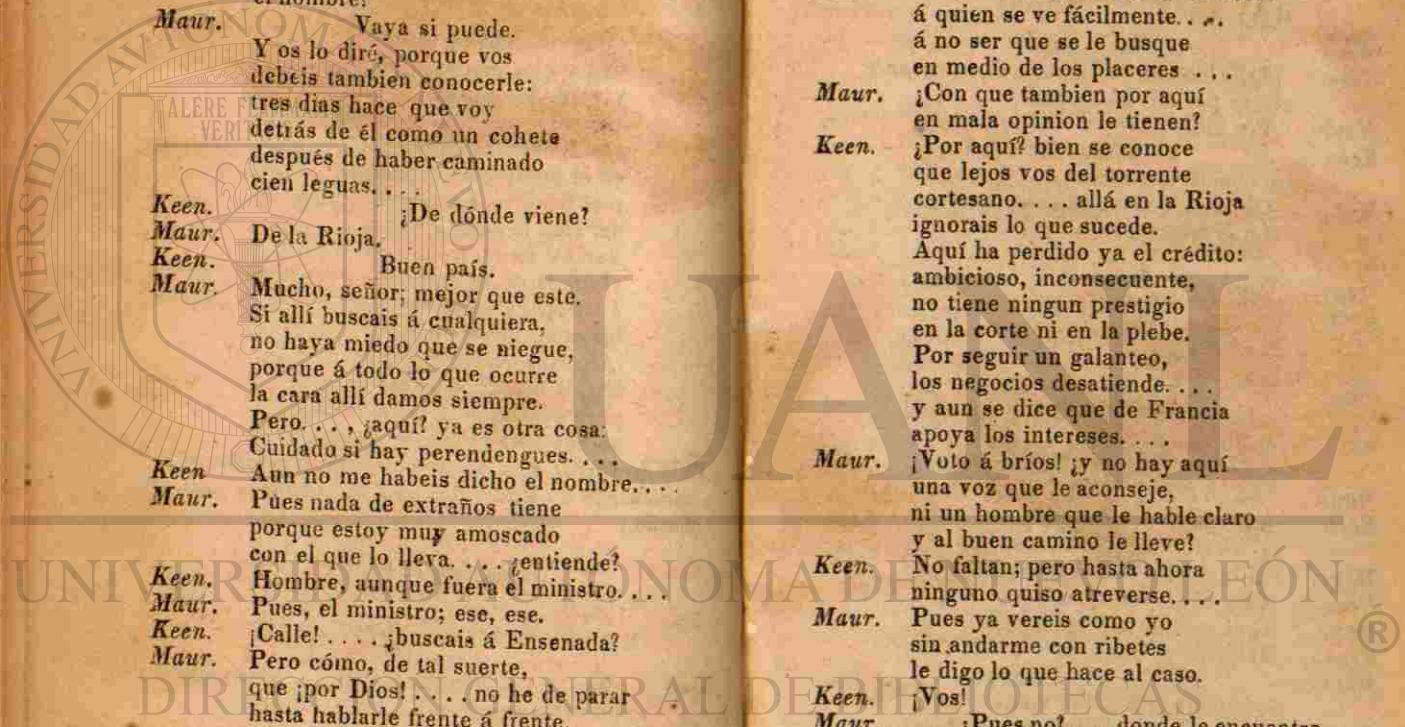 el nombre?
Maur. Vaya si puede.
Y os lo diré, porque vos
debeis tambien conocerle:
tres dias hace que voy
detrás de él como un cohete
después de haber caminado
cien leguas. . . .
Keen. ¡De dónde viene?
Maur. De la Rioja.
Keen. Buen país.
Maur. Mucho, señor; mejor que este.
Si allí buscais á cualquiera,
no haya miedo que se niegue,
porque á todo lo que ocurre
la cara allí damos siempre.
Pero. . . , ¿aquí? ya es otra cosa:
Cuidado si hay perendengues. . . .
Keen Aun no me habeis dicho el nombre. . . .
Maur. Pues nada de extraños tiene
porque estoy muy amoscado
con el que lo lleva. . . . ¿entiende?
Keen. Hombre, aunque fuera el ministro. . . .
Maur. Pues, el ministro; ese, ese.
Keen. ¡Calle! . . . . ¿buscais á Ensenada?
Maur. Pero cómo, de tal suerte,
que ¡por Dios! . . . . no he de parar
hasta hablarle frente á frente.
á quien se ve fácilmente. . . .
á no ser que se le busque
en medio de los placeres . . .
Maur. ¿Con que tambien por aquí
en mala opinion le tienen?
Keen. ¿Por aquí? bien se conoce
que lejos vos del torrente
cortesano. . . . allá en la Rioja
ignorais lo que sucede.
Aquí ha perdido ya el crédito:
ambicioso, inconsecuente,
no tiene ningun prestigio
en la corte ni en la plebe.
Por seguir un galanteo,
los negocios desatiende. . . .
y aun se dice que de Francia
apoya los intereses. . . .
Maur. ¡Voto á bríos! ¿y no hay aquí
una voz que le aconseje,
ni un hombre que le hable claro
y al buen camino le lleve?
Keen. No faltan; pero hasta ahora
ninguno quiso atreverse. . . .
Maur. Pues ya vereis como yo
sin andarme con ribetes
le digo lo que hace al caso.
Keen. ¡Vos!
Maur. ¿Pues no? . . . . donde le encuentre
UNIVERSIDAD AUTÓNOMA DE NUEVO LEÓN
ALERE FLAMMAM
VERITATIS
UANL
UNIVERSIDAD AUTÓNOMA DE NUEVO LEÓN
®
DIRECCIÓN GENERAL DE BIBLIOTECAS